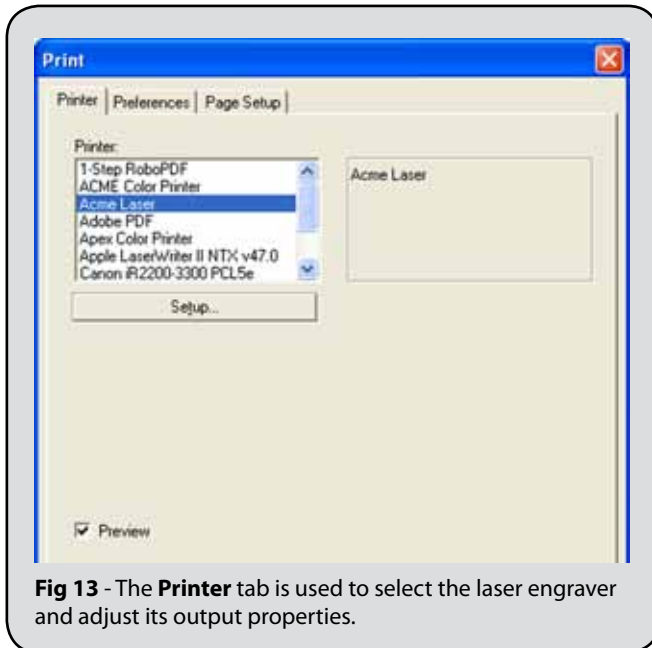 Print
Printer Preferences Page Setup
Printer:
1-Step RoboPDF
ACME Color Printer
Acme Laser
Adobe PDF
Apex Color Printer
Apple LaserWriter II NTX v47.0
Canon iR2200-3300 PCL5e
Acme Laser
Setup...
Preview
Fig 13 - The Printer tab is used to select the laser engraver
and adjust its output properties.